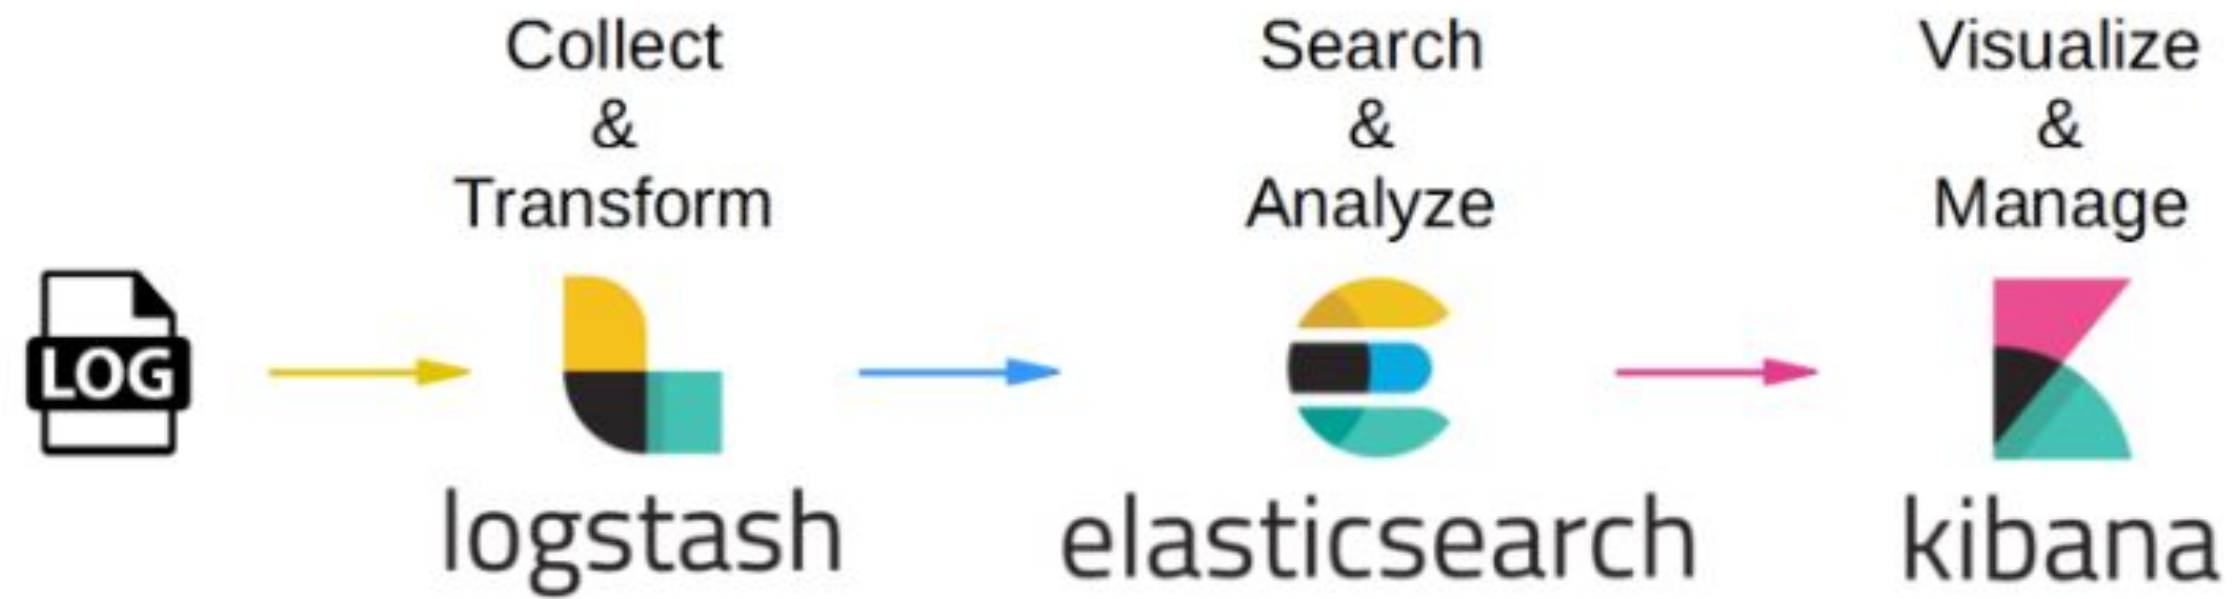 Collect
&
Transform
Search
&
Analyze
Visualize
&
Manage
LOG
logstash
elasticsearch
kibana